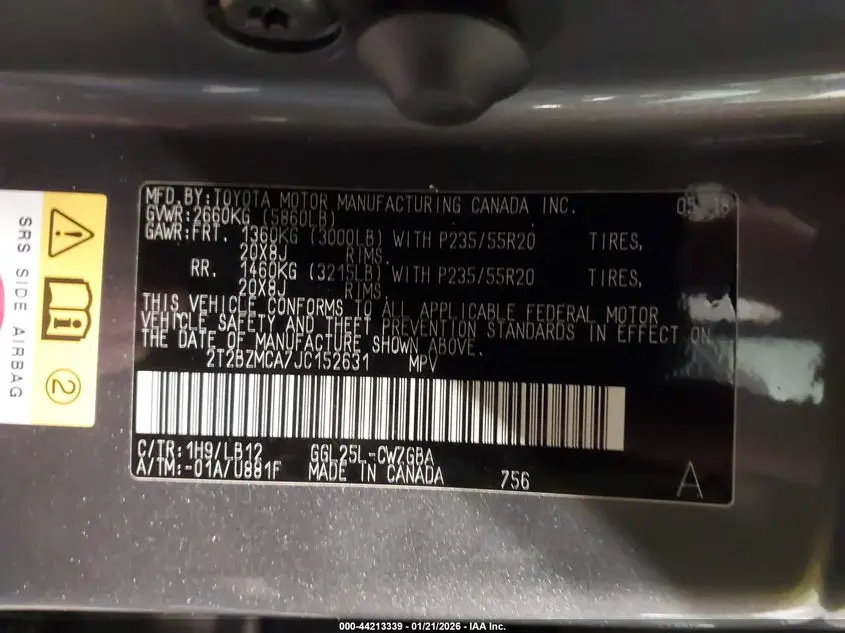 MFD.BY:TOYOTA MOTOR MANUFACTURING CANADA INC. 05/18
GVWR:2660KG (5860LB)
GAWR:FRT. 1360KG (3000LB) WITH P235/55R20 TIRES,
20X8J RIMS,
RR. 1460KG (3215LB) WITH P235/55R20 TIRES,
20X8J RIMS,
THIS VEHICLE CONFORMS TO ALL APPLICABLE FEDERAL MOTOR
VEHICLE SAFETY AND THEFT PREVENTION STANDARDS IN EFFECT ON
THE DATE OF MANUFACTURE SHOWN ABOVE.
2T2BZMCA7JC152631 MPV
C/TR:1H9/LB12 GGL25L-CWZGBA
A/TM:-01A/U881F MADE IN CANADA 756
A
SRS SIDE AIRBAG
2
000-44213339 - 01/21/2026 - IAA Inc.